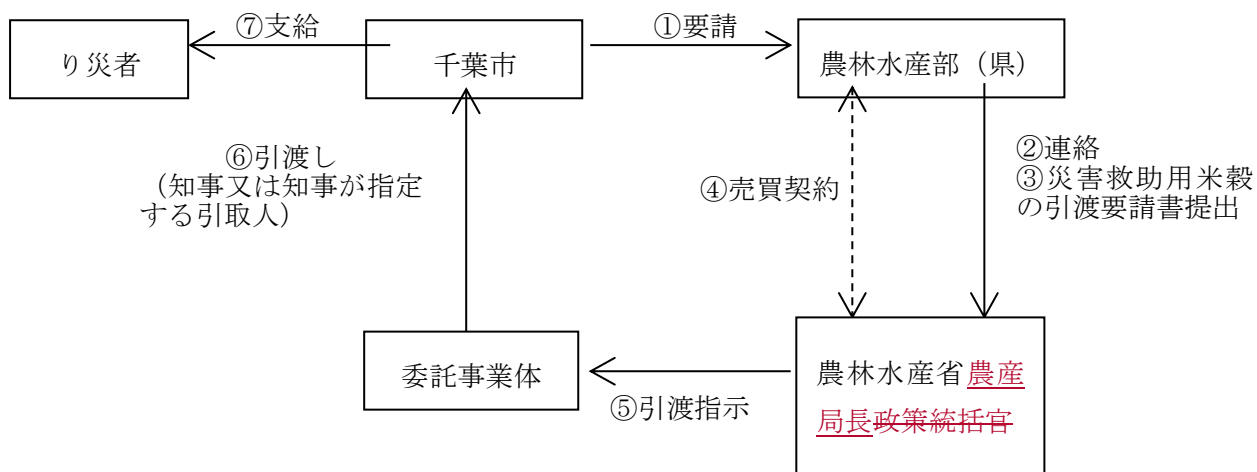 ⑦支給
①要請
り災者
千葉市
農林水産部（県）
⑥引渡し
（知事又は知事が指定
する引取人）
④売買契約
②連絡
③災害救助用米穀
の引渡要請書提出
委託事業体
⑤引渡指示
農林水産省農産
局長政策統括官